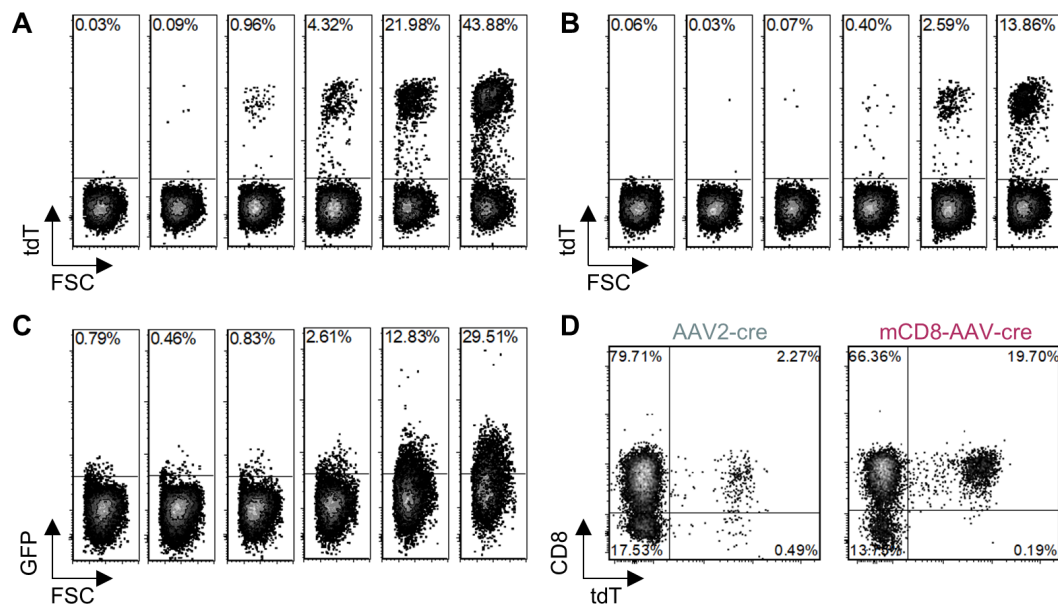 A
0.03% 0.09% 0.96% 4.32% 21.98% 43.88%
tdT
FSC
B
0.06% 0.03% 0.07% 0.40% 2.59% 13.86%
tdT
FSC
C
0.79% 0.46% 0.83% 2.61% 12.83% 29.51%
GFP
FSC
D
AAV2-cre mCD8-AAV-cre
79.71% 2.27% 66.36% 19.70%
17.53% 0.49% 0.19%
CD8
tdT